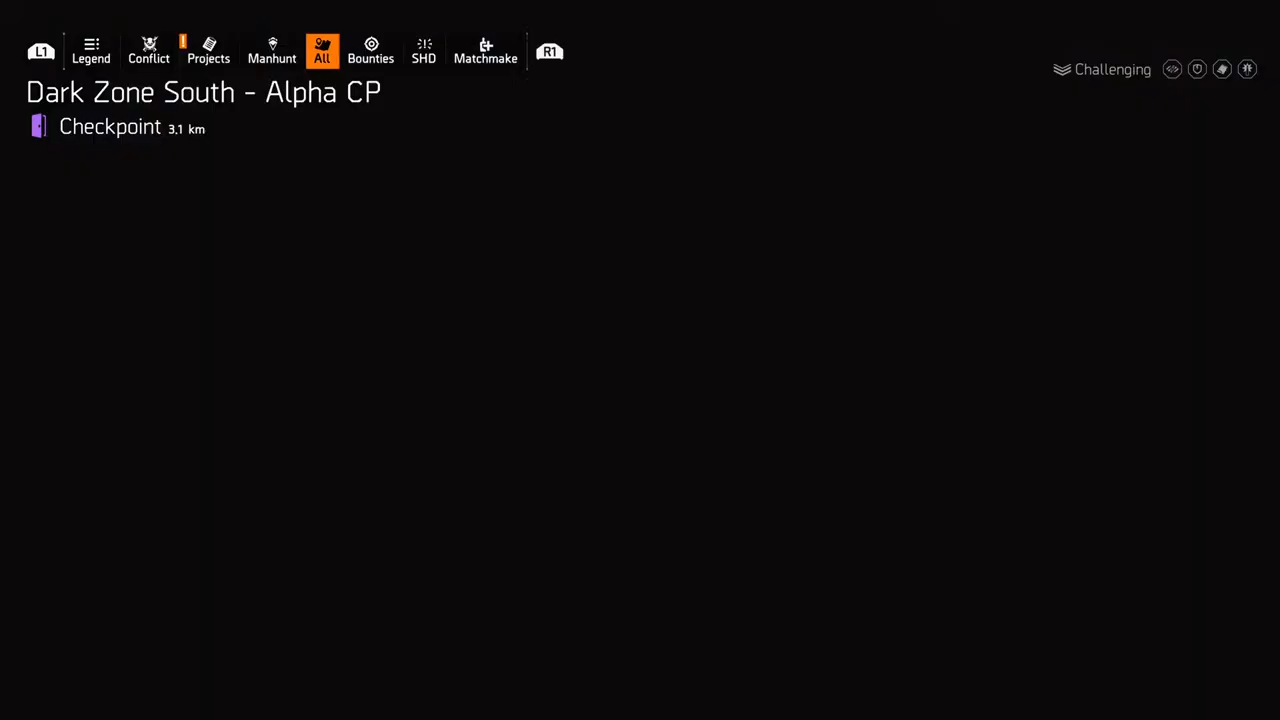 L1 Legend Conflict Projects Manhunt All Bounties SHD Matchmake R1
Challenging
Dark Zone South - Alpha CP
Checkpoint 3.1 km